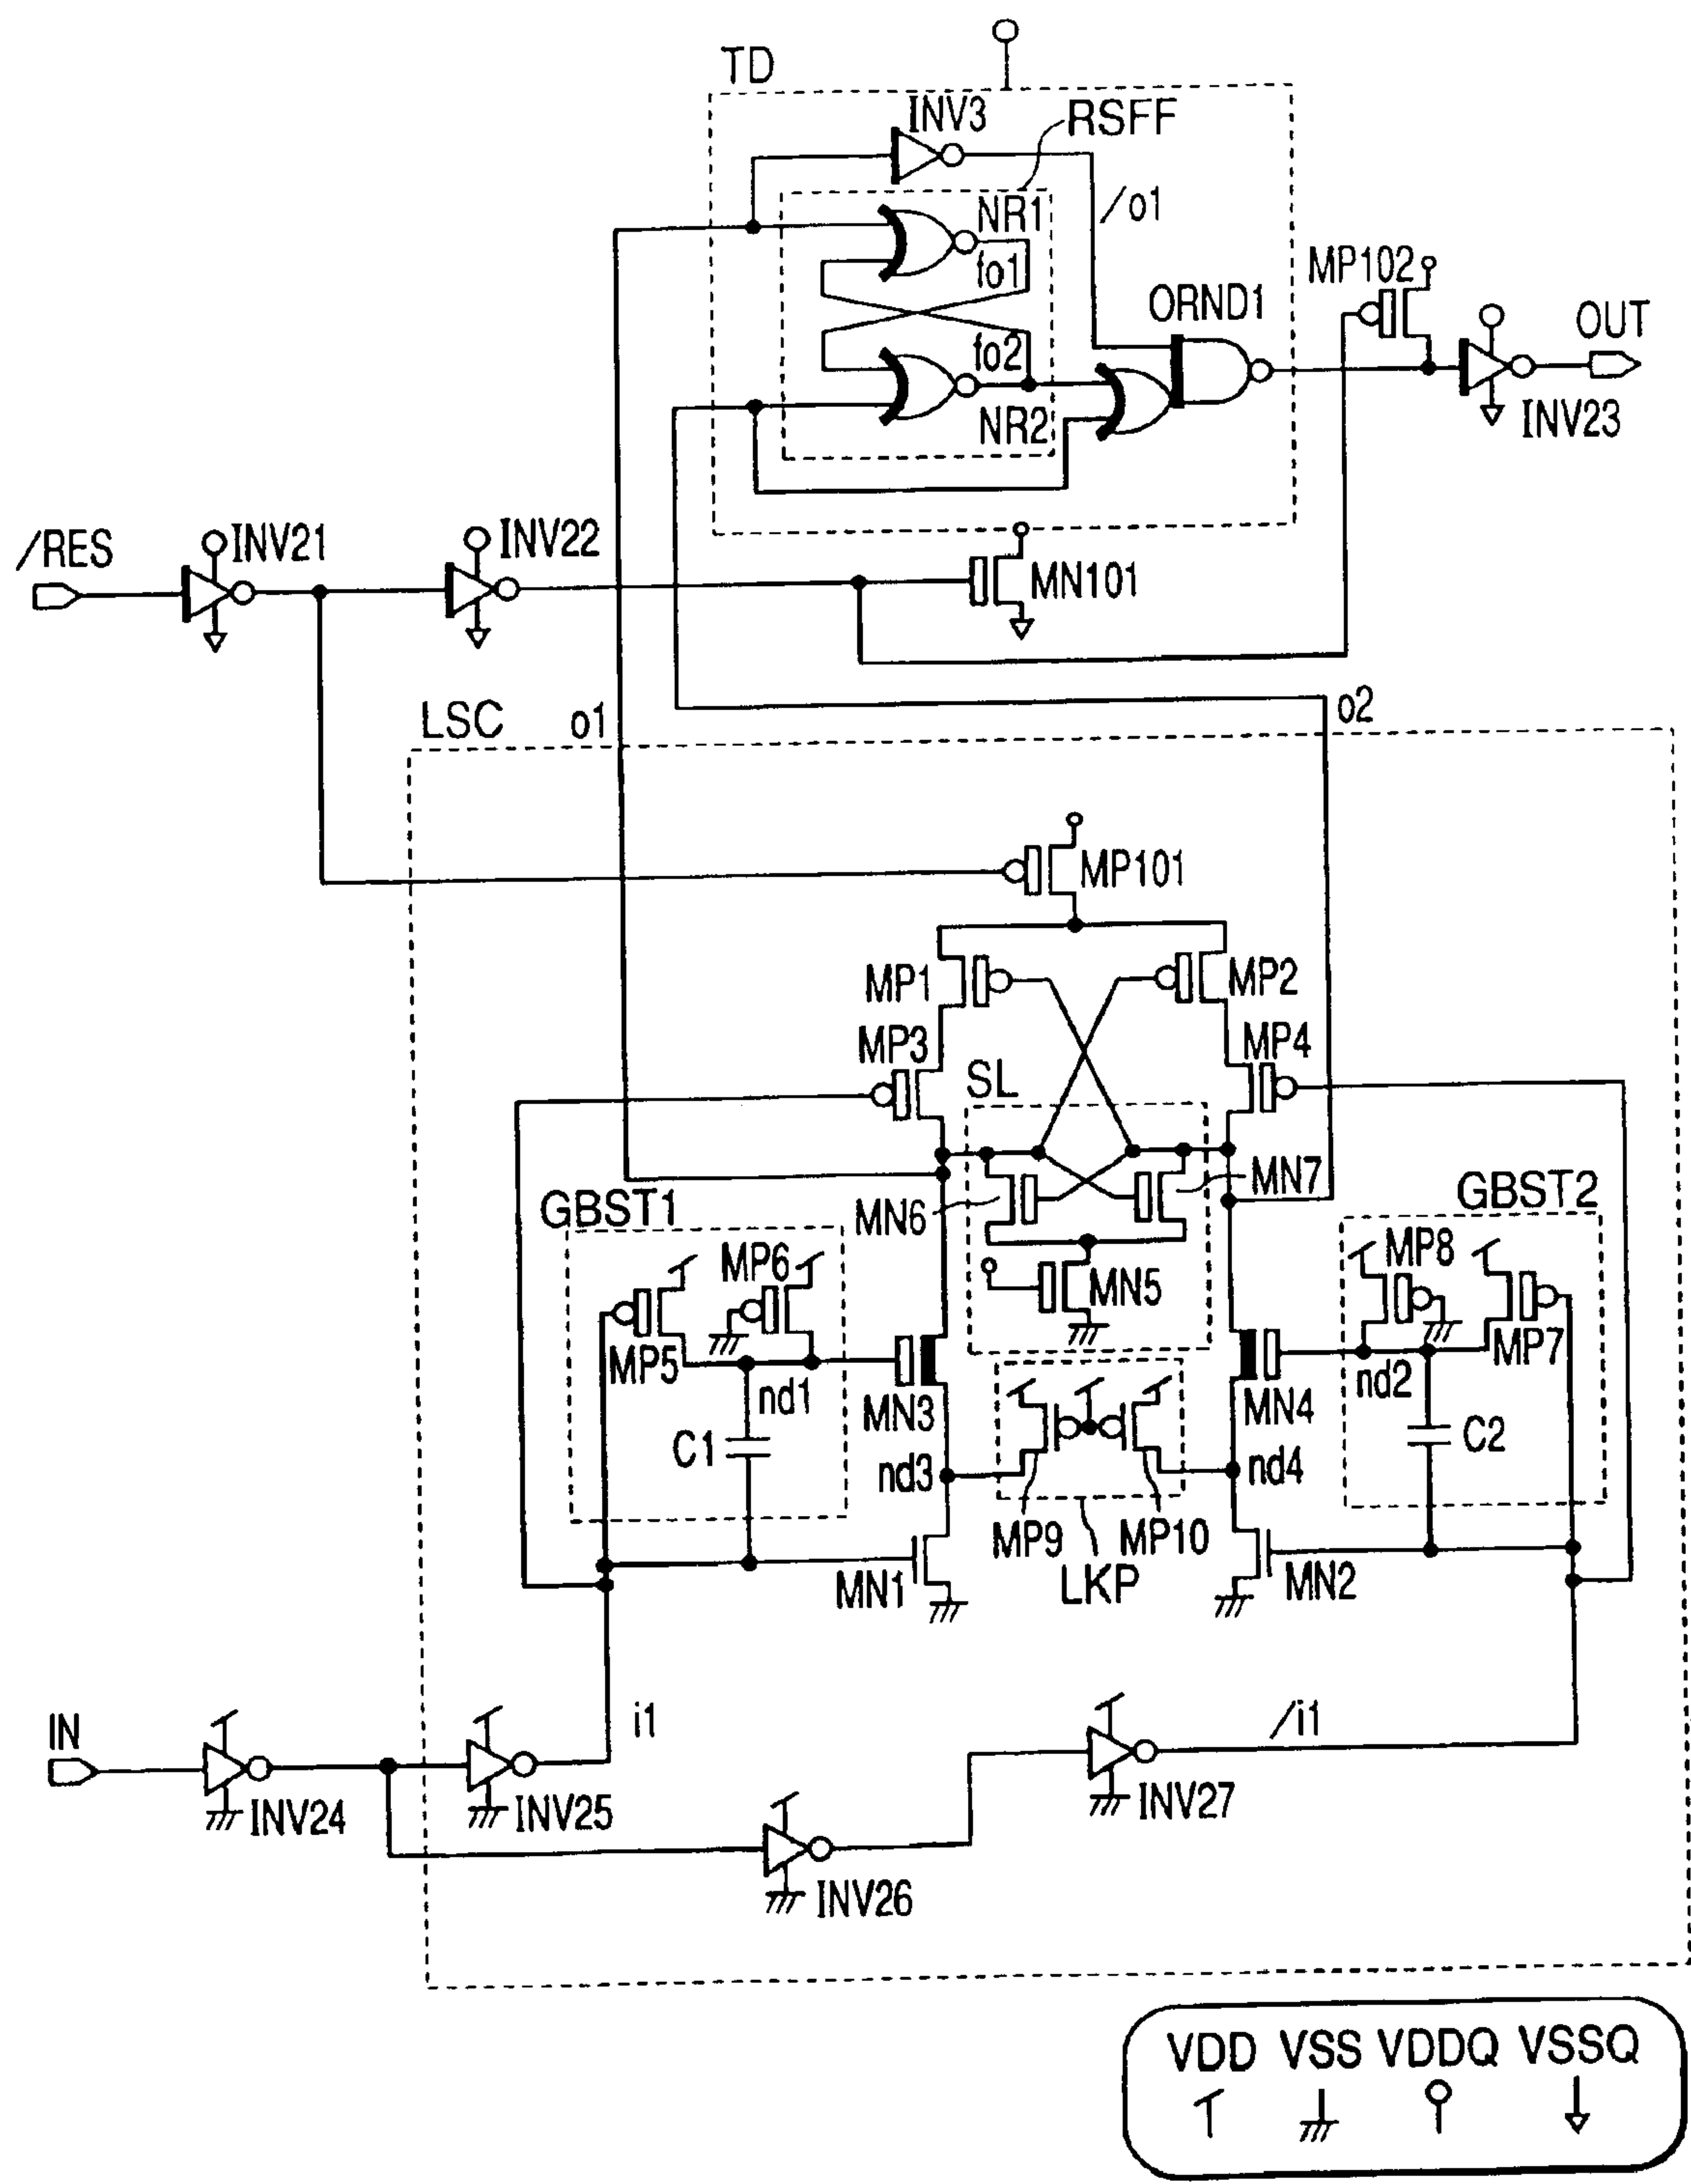 TD
INV3
RSFF
NR1
/o1
fo1
MP102
ORND1
OUT
fo2
NR2
INV23
/RES
INV21
INV22
MN101
LSC
o1
o2
MP101
MP1
MP2
MP3
MP4
SL
GBST1
MN6
MN7
GBST2
MP6
MP8
MN5
MP5
MP7
nd1
MN3
nd2
MN4
C1
C2
nd3
nd4
MP9
MP10
MN1
LKP
MN2
IN
i1
/i1
INV24
INV25
INV27
INV26
VDD VSS VDDQ VSSQ